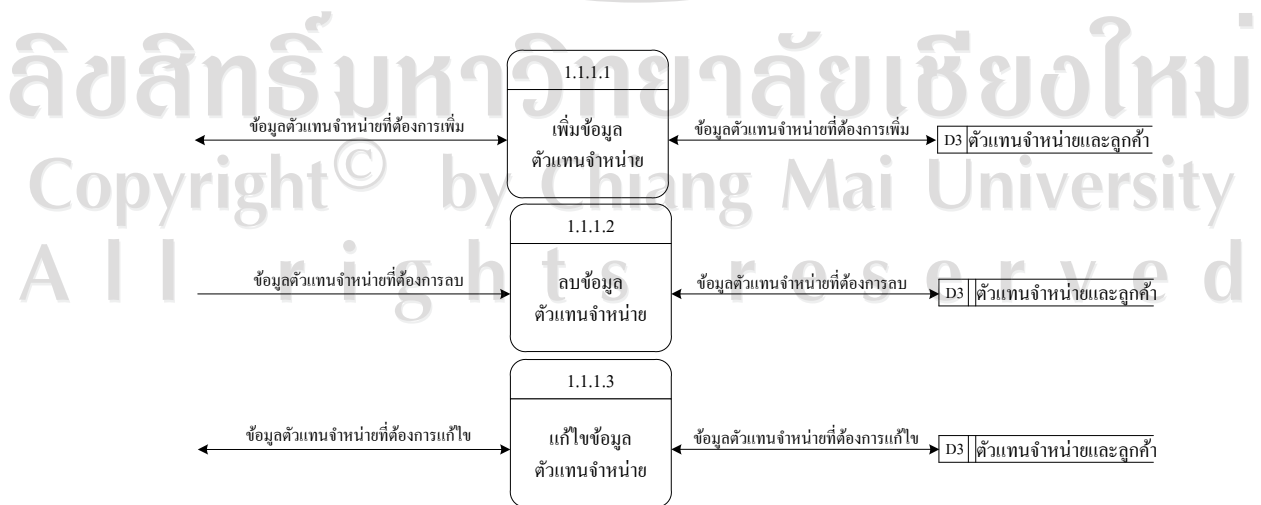 ลิขสิทธิ์มหาวิทยาลัยเชียงใหม่
Copyright© by Chiang Mai University
All rights reserved
1.1.1.1
ข้อมูลตัวแทนจำหน่ายที่ต้องการเพิ่ม
เพิ่มข้อมูล
ตัวแทนจำหน่าย
ข้อมูลตัวแทนจำหน่ายที่ต้องการเพิ่ม
D3 ตัวแทนจำหน่ายและลูกค้า
1.1.1.2
ข้อมูลตัวแทนจำหน่ายที่ต้องการลบ
ลบข้อมูล
ตัวแทนจำหน่าย
ข้อมูลตัวแทนจำหน่ายที่ต้องการลบ
D3 ตัวแทนจำหน่ายและลูกค้า
1.1.1.3
ข้อมูลตัวแทนจำหน่ายที่ต้องการแก้ไข
แก้ไขข้อมูล
ตัวแทนจำหน่าย
ข้อมูลตัวแทนจำหน่ายที่ต้องการแก้ไข
D3 ตัวแทนจำหน่ายและลูกค้า